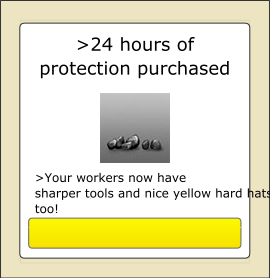 >24 hours of
protection purchased
>Your workers now have
sharper tools and nice yellow hard hats
too!